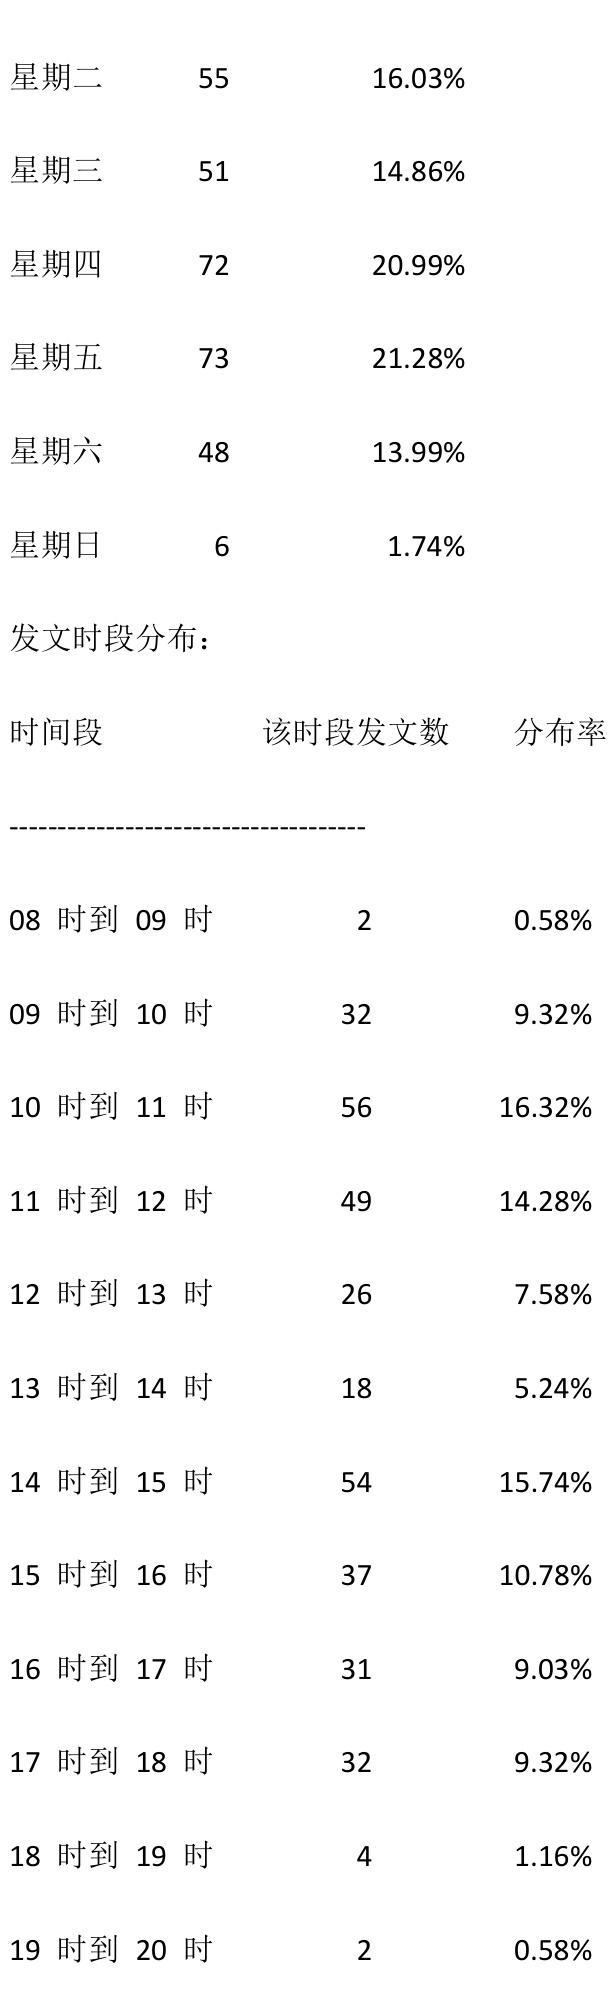 星期二 55 16.03%
星期三 51 14.86%
星期四 72 20.99%
星期五 73 21.28%
星期六 48 13.99%
星期日 6 1.74%
发文时段分布：
时间段 该时段发文数 分布率
-------------------------------------
08 时到 09 时 2 0.58%
09 时到 10 时 32 9.32%
10 时到 11 时 56 16.32%
11 时到 12 时 49 14.28%
12 时到 13 时 26 7.58%
13 时到 14 时 18 5.24%
14 时到 15 时 54 15.74%
15 时到 16 时 37 10.78%
16 时到 17 时 31 9.03%
17 时到 18 时 32 9.32%
18 时到 19 时 4 1.16%
19 时到 20 时 2 0.58%